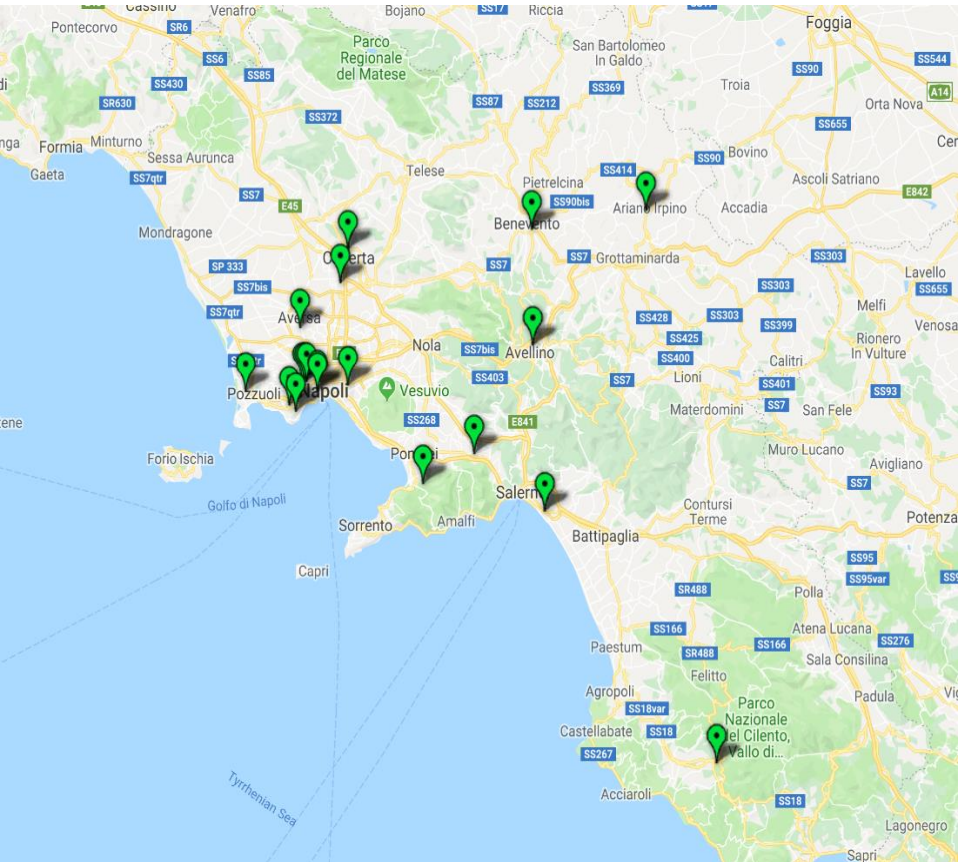 Cassino
Venafro
Bojano
SS17
Riccia
Pontecorvo
SR6
Foggia
Parco
Regionale
del Matese
San Bartolomeo
In Galdo
SS6
SS85
SS430
SS90
SS544
SR630
SS87
SS212
SS369
Troia
A14
Orta Nova
SS372
SS655
Formia
Minturno
Gaeta
Sessa Aurunca
SS7qtr
Telese
SS414
SS90
Bovino
Pietrelcina
Ascoli Satriano
SS7
E45
SS90bis
E842
Ariano Irpino
Accadia
Mondragone
Benevento
SP 333
SS7
SS7
Grottaminarda
SS303
SS7bis
SS303
Lavello
SS655
SS7qtr
Aversa
SS428
SS303
SS399
Melfi
Venosa
Nola
SS7bis
Avellino
SS425
SS400
Calitri
Rionero
In Vulture
Pozzuoli
Napoli
Vesuvio
SS403
SS7
Lioni
SS401
SS93
SS268
E841
Materdomini
SS7
San Fele
Forio
Ischia
Muro Lucano
Avigliano
SS7
Golfo di Napoli
Sorrento
Amalfi
Contursi
Terme
Potenza
Battipaglia
Capri
SS95
SS95var
SR488
Polla
SS166
Atena Lucana
SS276
Paestum
SR488
SS166
Sala Consilina
Felitto
Agropoli
SS18var
Parco
Nazionale
del Cilento,
Vallo di...
Padula
Castellabate
SS18
SS267
Tyrrhenian Sea
Acciaroli
SS18
Lagonegro
Sapri